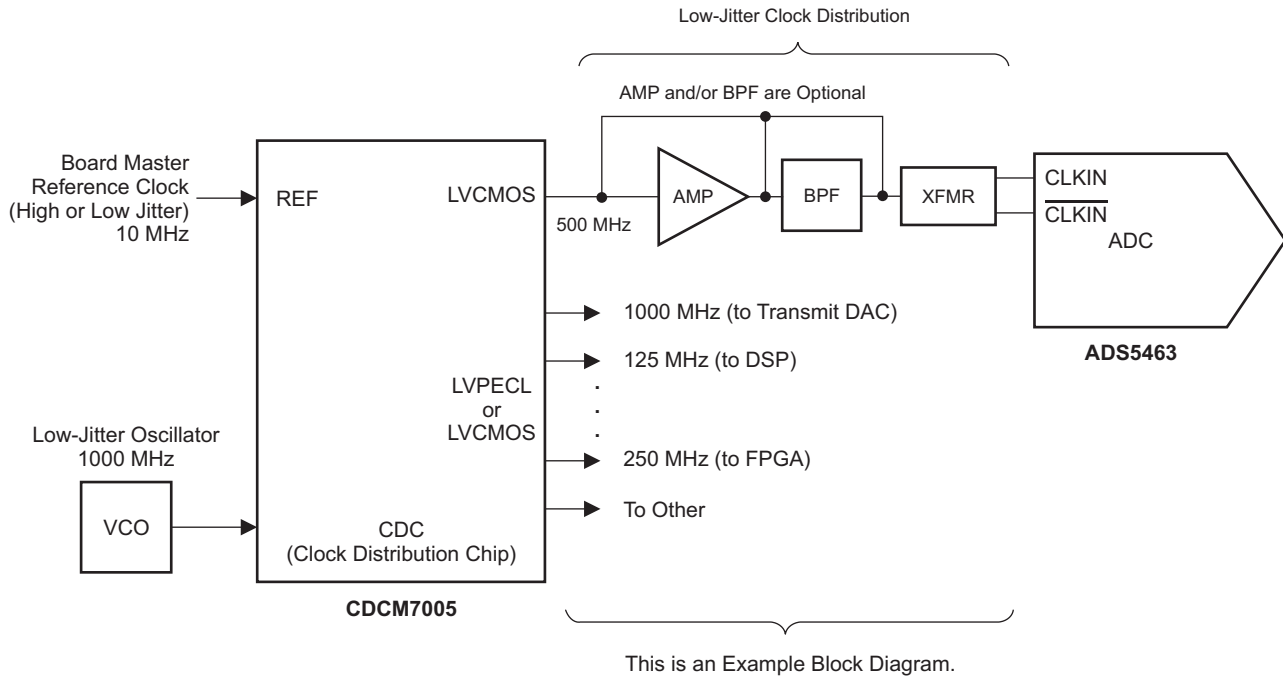 Low-Jitter Clock Distribution
AMP and/or BPF are Optional
Board Master
Reference Clock
(High or Low Jitter)
10 MHz
REF
LVCMOS
500 MHz
AMP
BPF
XFMR
CLKIN
CLKIN
ADC
ADS5463
1000 MHz (to Transmit DAC)
125 MHz (to DSP)
LVPECL
or
LVCMOS
.
.
.
250 MHz (to FPGA)
To Other
Low-Jitter Oscillator
1000 MHz
VCO
CDC
(Clock Distribution Chip)
CDCM7005
This is an Example Block Diagram.